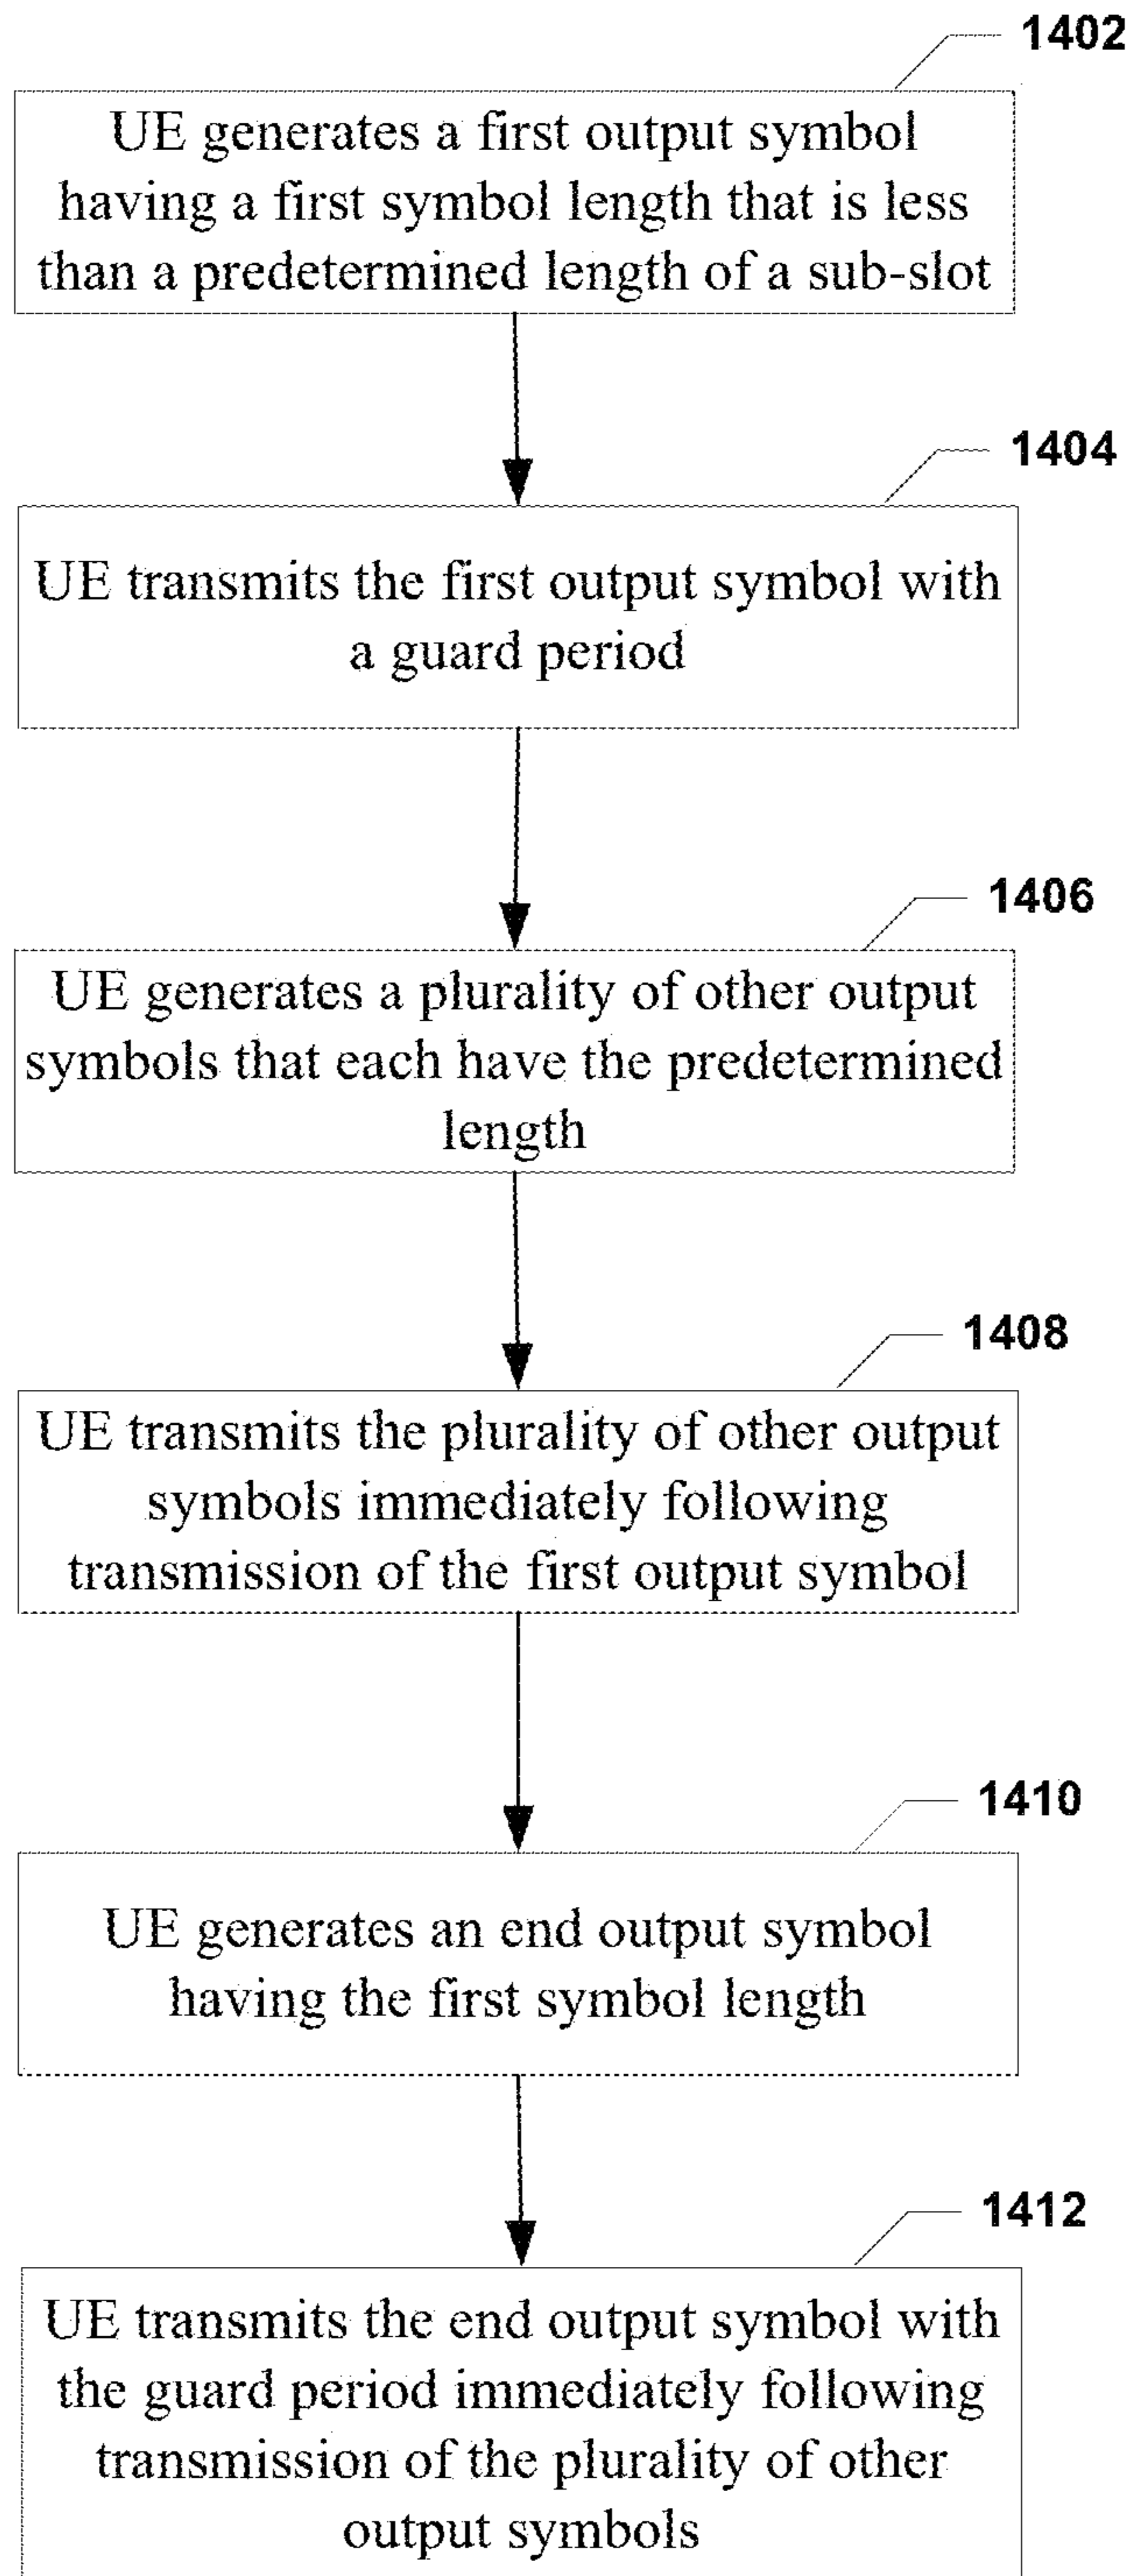 1402
UE generates a first output symbol
having a first symbol length that is less
than a predetermined length of a sub-slot
1404
UE transmits the first output symbol with
a guard period
1406
UE generates a plurality of other output
symbols that each have the predetermined
length
1408
UE transmits the plurality of other output
symbols immediately following
transmission of the first output symbol
1410
UE generates an end output symbol
having the first symbol length
1412
UE transmits the end output symbol with
the guard period immediately following
transmission of the plurality of other
output symbols